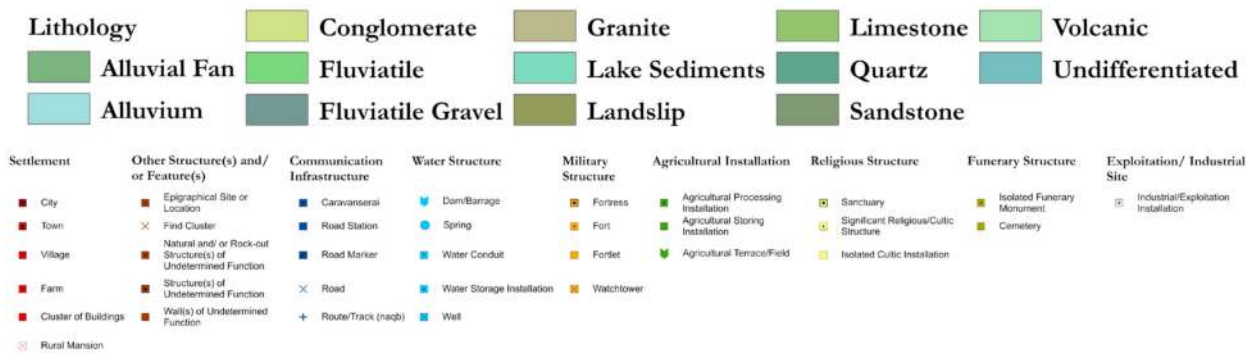 Lithology
Conglomerate
Granite
Limestone
Volcanic
Alluvial Fan
Fluviatile
Lake Sediments
Quartz
Undifferentiated
Alluvium
Fluviatile Gravel
Landslip
Sandstone
Settlement
City
Town
Village
Farm
Cluster of Buildings
Rural Mansion
Other Structure(s) and/
or Feature(s)
Epigraphical Site or
Location
Find Cluster
Natural and/ or Rock-cut
Structure(s) of
Undetermined Function
Structure(s) of
Undetermined Function
Wall(s) of Undetermined
Function
Communication
Infrastructure
Caravanserai
Road Station
Road Marker
Road
Route/Track (naqb)
Water Structure
Dam/Barrage
Spring
Water Conduit
Water Storage Installation
Well
Military
Structure
Fortress
Fort
Fortlet
Watchtower
Agricultural Installation
Agricultural Processing
Installation
Agricultural Storing
Installation
Agricultural Terrace/Field
Religious Structure
Sanctuary
Significant Religious/Cultic
Structure
Isolated Cultic Installation
Funerary Structure
Isolated Funerary
Monument
Cemetery
Exploitation/ Industrial
Site
Industrial/Exploitation
Installation